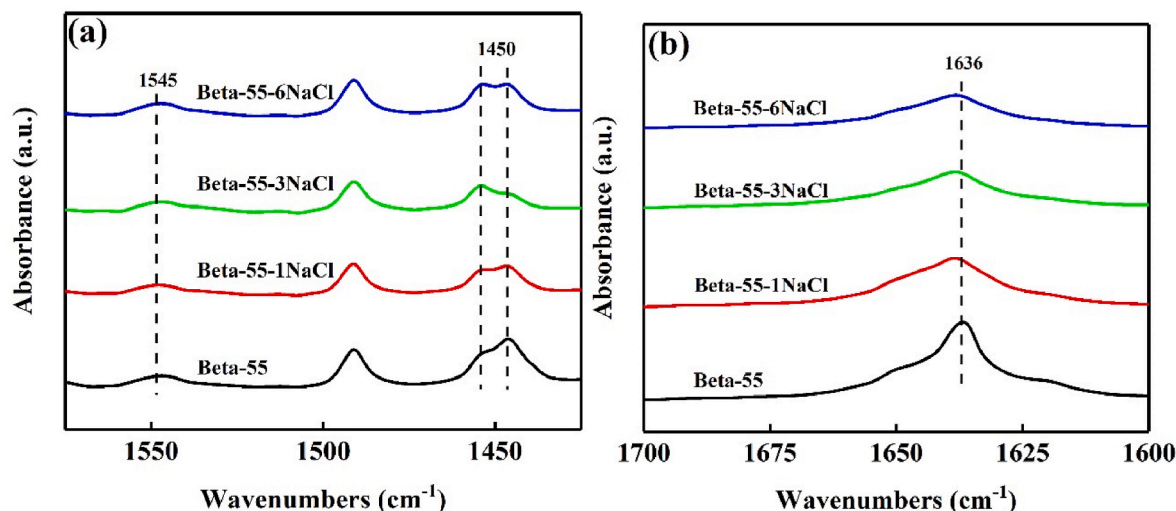 (a)
1545
1450
Beta-55-6NaCl
Beta-55-3NaCl
Beta-55-1NaCl
Beta-55
Absorbance (a.u.)
1550
1500
1450
Wavenumbers (cm⁻¹)
(b)
1636
Beta-55-6NaCl
Beta-55-3NaCl
Beta-55-1NaCl
Beta-55
Absorbance (a.u.)
1700
1675
1650
1625
1600
Wavenumbers (cm⁻¹)